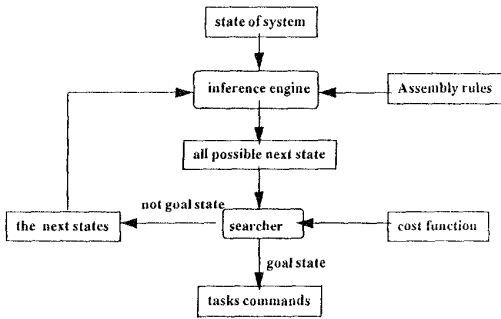 state of system
inference engine
Assembly rules
all possible next state
not goal state
the next states
searcher
cost function
goal state
tasks commands